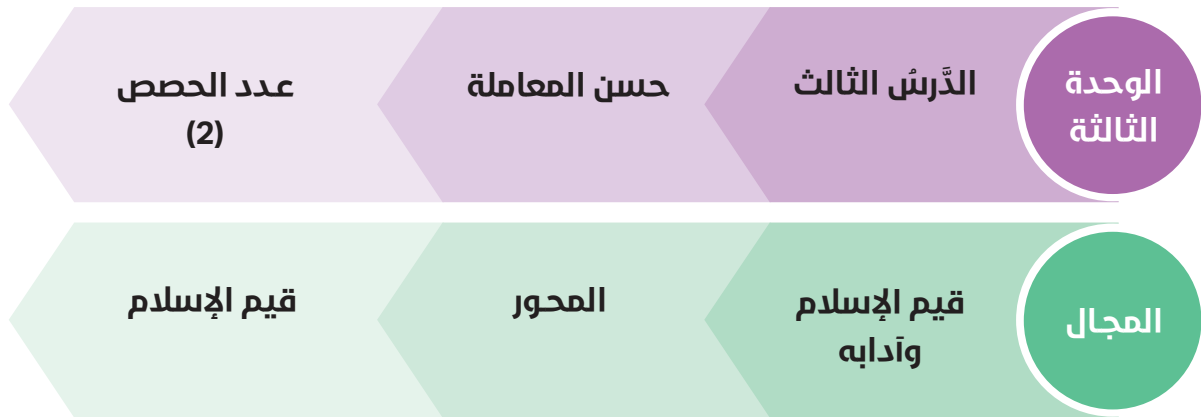 الوحدة
الثالثة
الدَّرسُ الثالث
حسن المعاملة
عدد الحصص
(2)
المجال
قيم الإسلام
وآدابه
المحور
قيم الإسلام